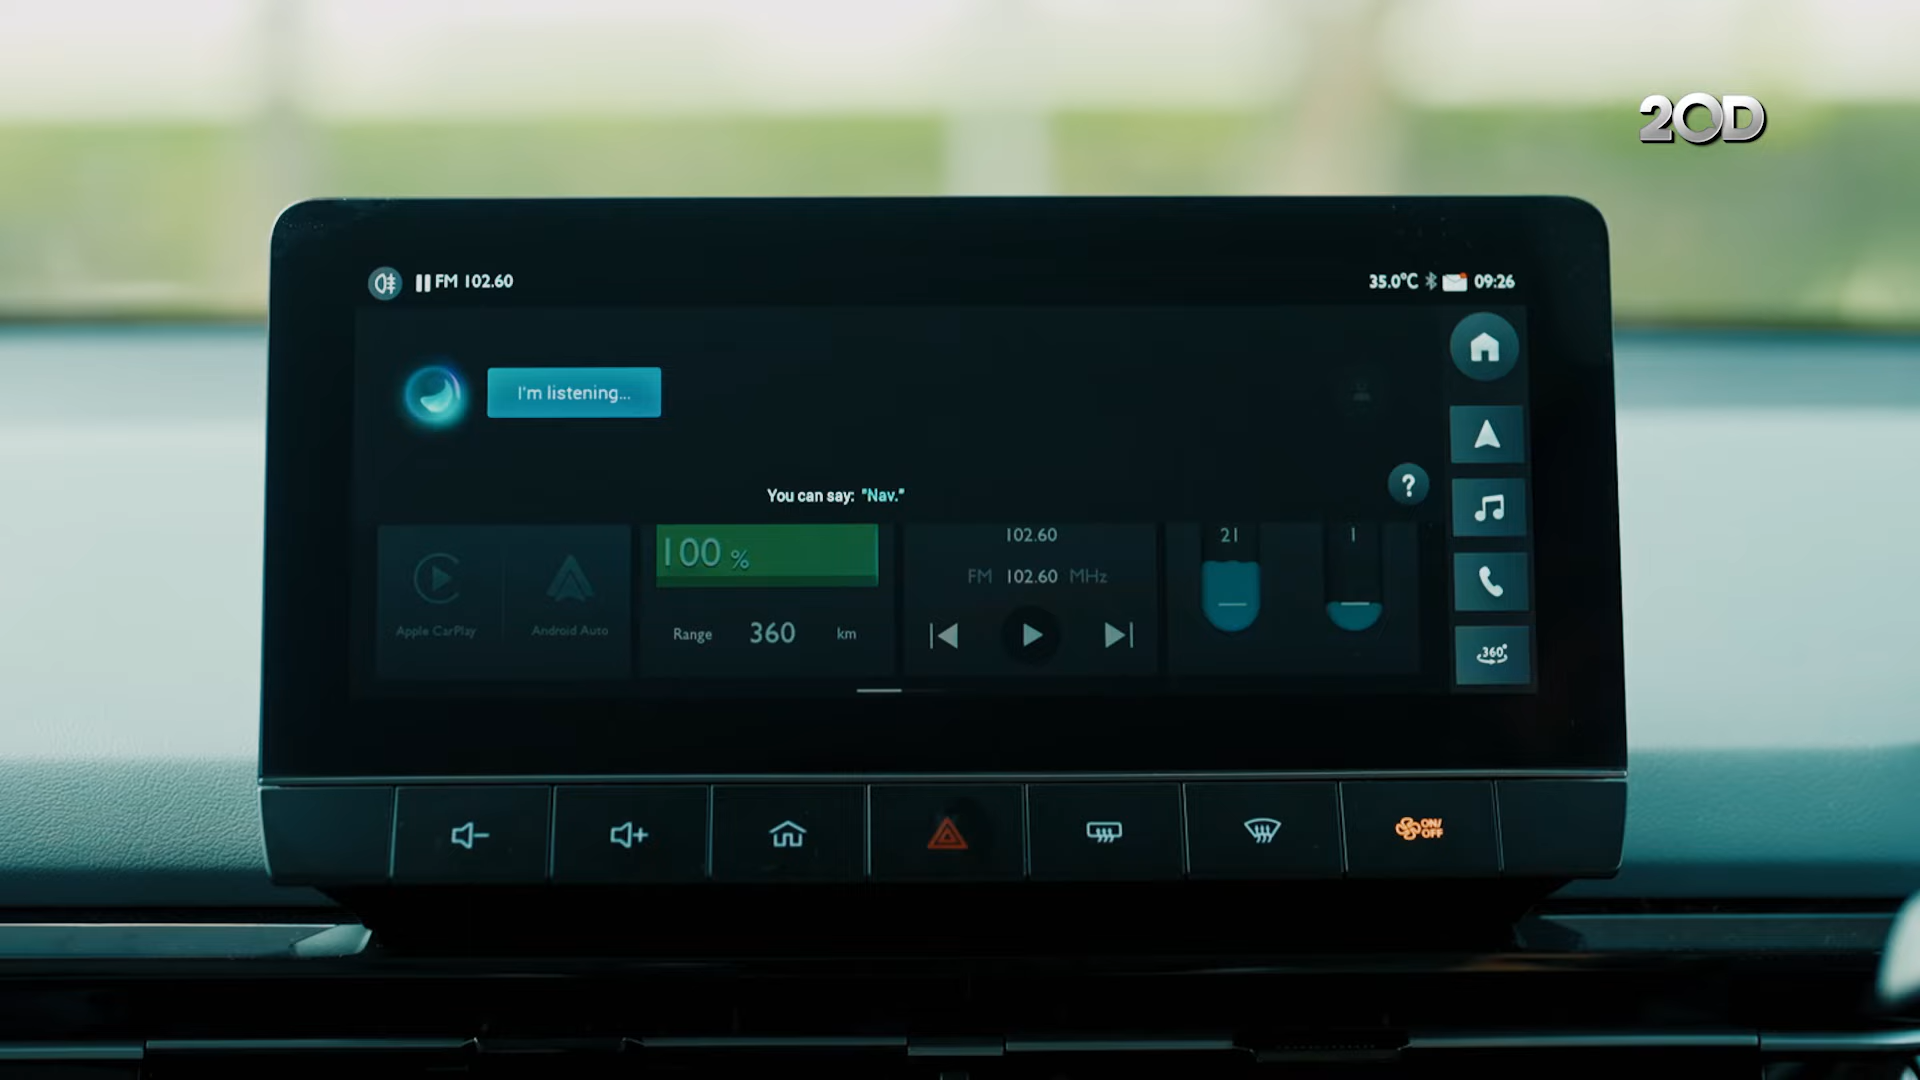 20D
FM 102.60
35.0°C 09:26
I'm listening...
You can say: "Nav."
?
Apple CarPlay
Android Auto
100 %
Range 360 km
102.60
FM 102.60 MHz
21
1
360°
ON/
OFF